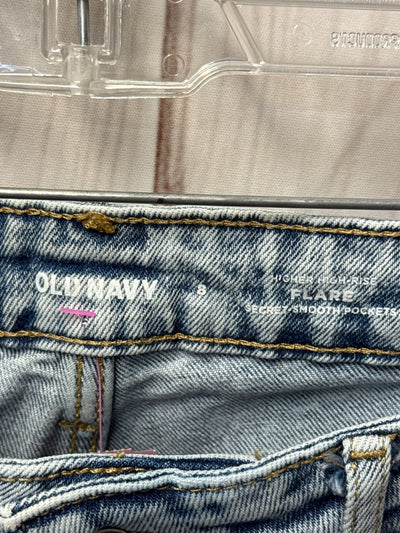 OLD NAVY
8
HIGHER HIGH-RISE
FLARE
SECRET-SMOOTH POCKETS